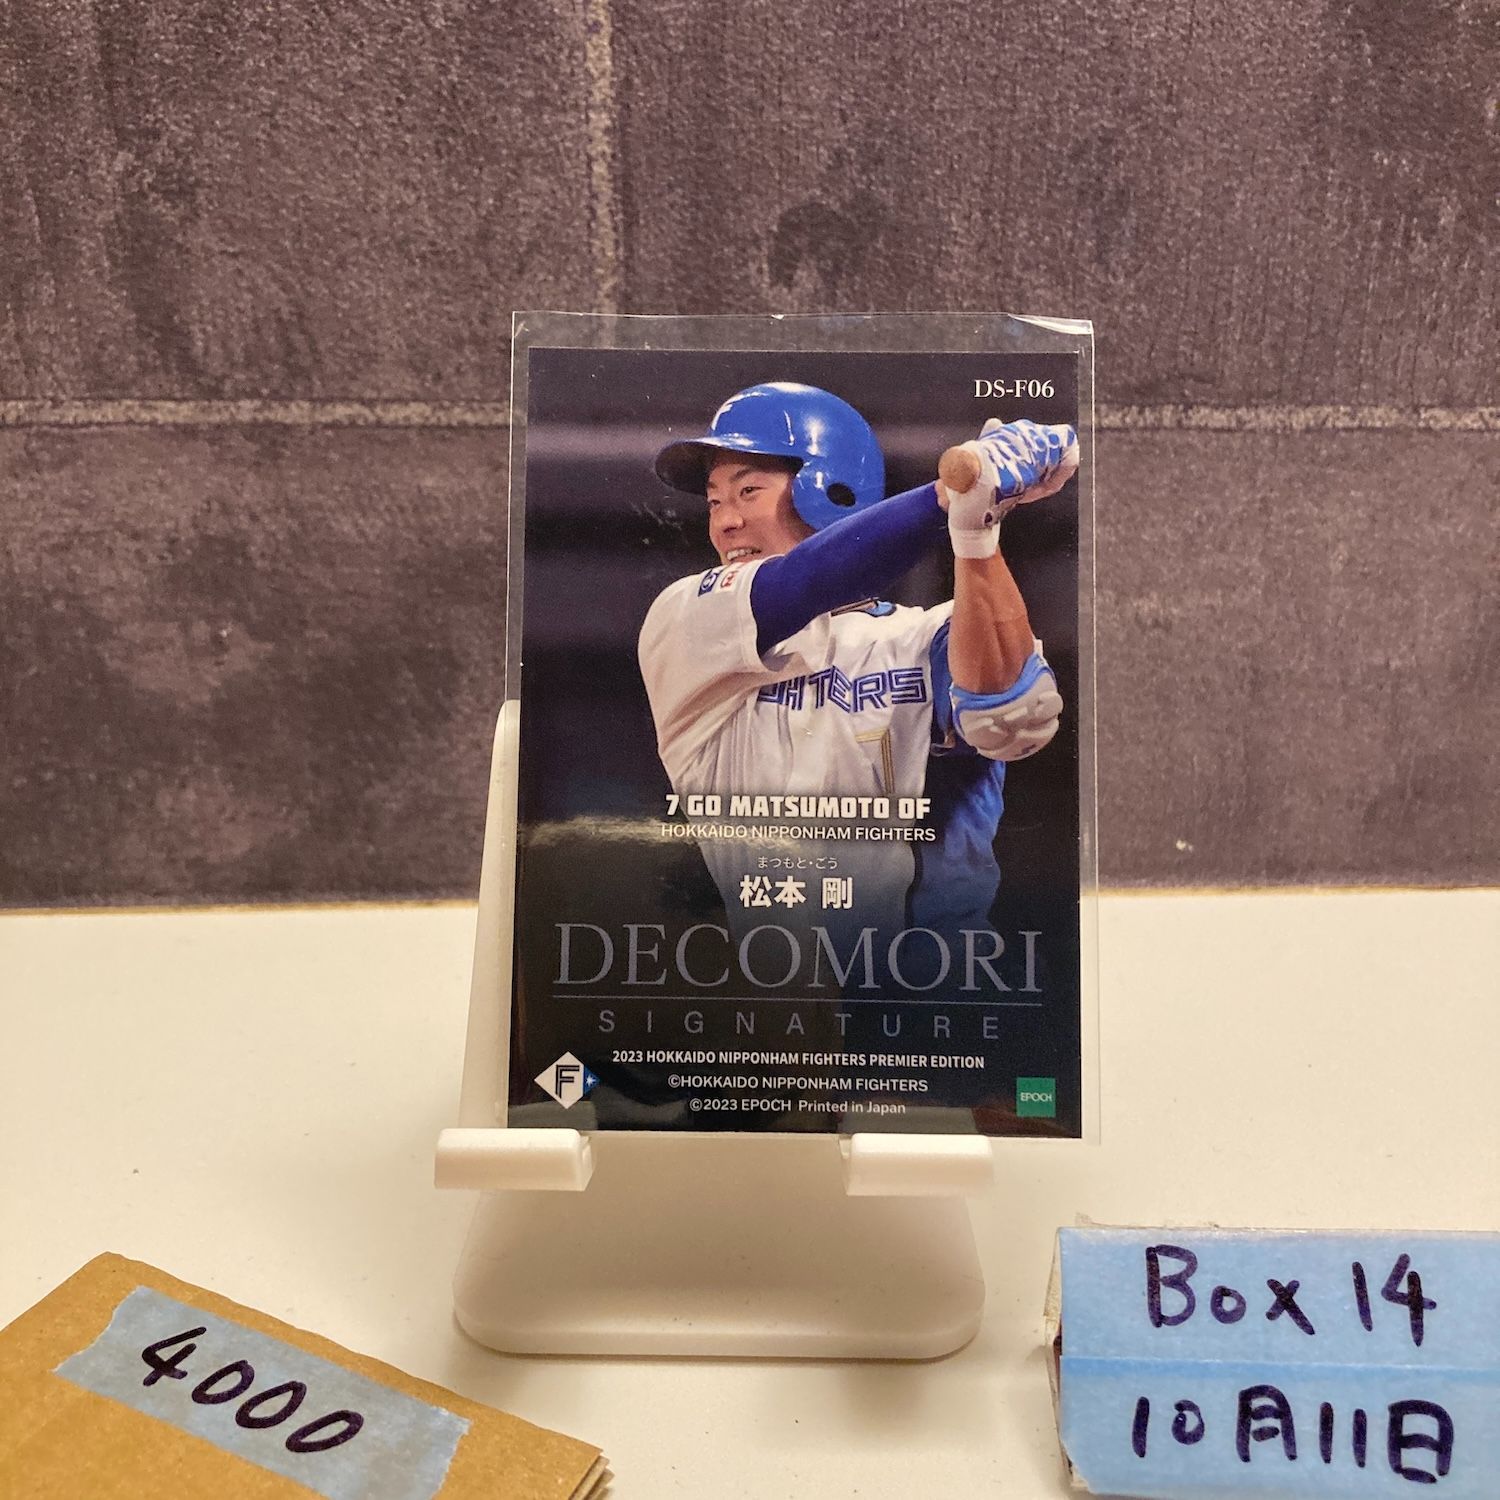 DS-F06
F
HTERS
7
7 GO MATSUMOTO OF
HOKKAIDO NIPPONHAM FIGHTERS
まつもと・ごう
松本 剛
DECOMORI
SIGNATURE
2023 HOKKAIDO NIPPONHAM FIGHTERS PREMIER EDITION
©HOKKAIDO NIPPONHAM FIGHTERS
©2023 EPOCH Printed in Japan
F
EPOCH
4000
Box 14
10月11日